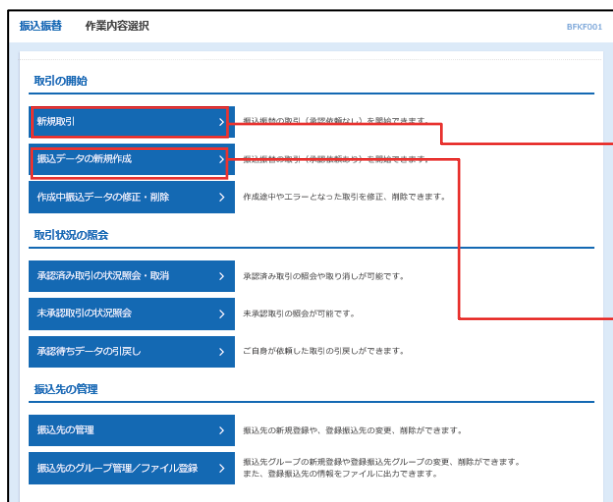 振込振替 作業内容選択 BFKF001
取引の開始
新規取引 振込振替の取引（承認依頼なし）を開始できます。
振込データの新規作成 振込振替の取引（承認依頼あり）を開始できます。
作成中振込データの修正・削除 作成途中やエラーとなった取引を修正、削除できます。
取引状況の照会
承認済み取引の状況照会・取消 承認済み取引の照会や取り消しが可能です。
未承認取引の状況照会 未承認取引の照会が可能です。
承認待ちデータの引戻し ご自身が依頼した取引の引戻しができます。
振込先の管理
振込先の管理 振込先の新規登録や、登録振込先の変更、削除ができます。
振込先のグループ管理／ファイル登録 振込先グループの新規登録や登録振込先グループの変更、削除ができます。
また、登録振込先の情報をファイルに出力できます。